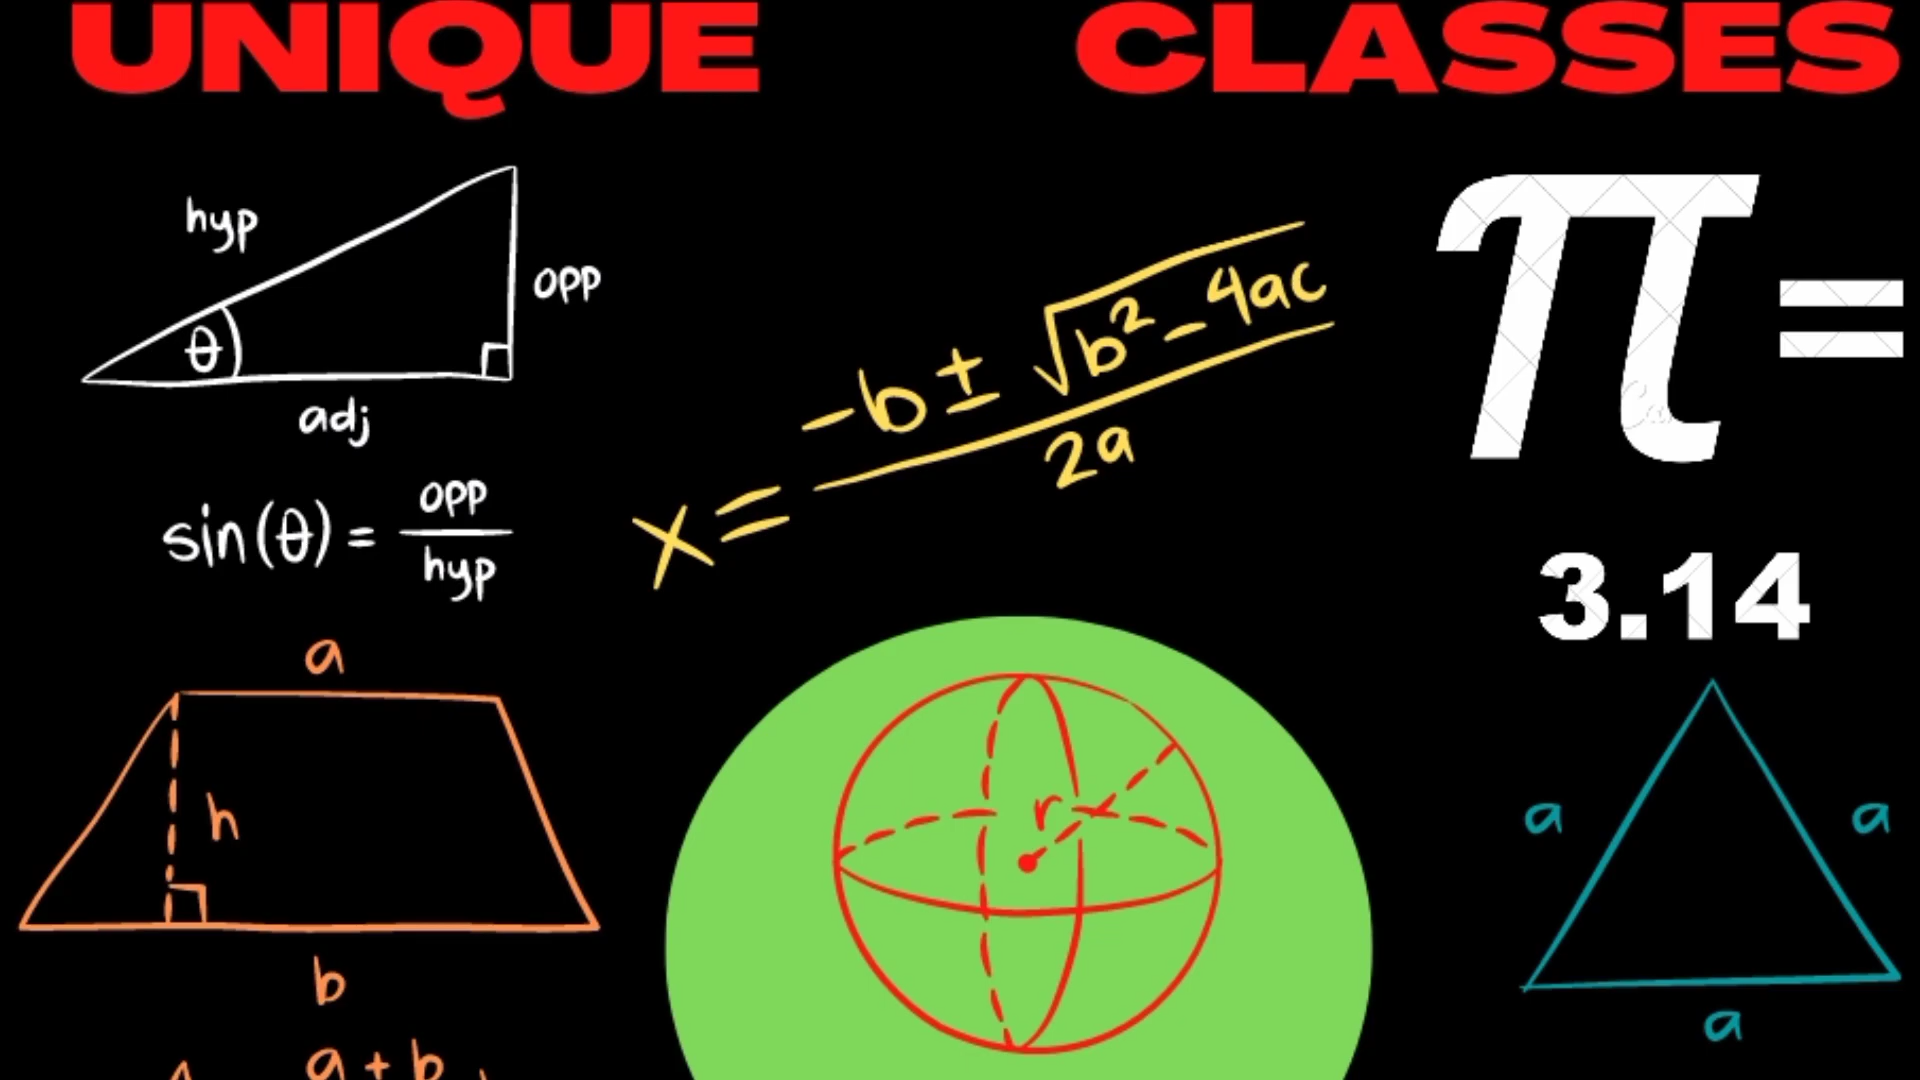 UNIQUE CLASSES
hyp
opp
θ
adj
sin(θ) = opp/hyp
x = -b ± √b² - 4ac / 2a
π =
3.14
a
h
b
a + b
r
a
a
a